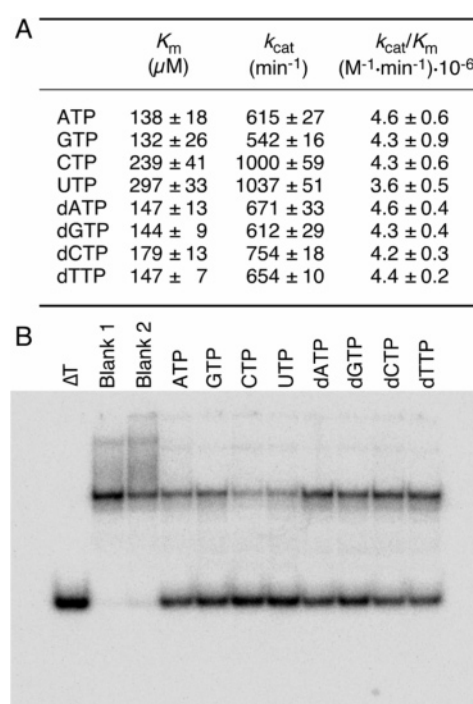 A
Km kcat kcat/Km
(µM) (min-1) (M-1·min-1)·10-6
ATP 138 ± 18 615 ± 27 4.6 ± 0.6
GTP 132 ± 26 542 ± 16 4.3 ± 0.9
CTP 239 ± 41 1000 ± 59 4.3 ± 0.6
UTP 297 ± 33 1037 ± 51 3.6 ± 0.5
dATP 147 ± 13 671 ± 33 4.6 ± 0.4
dGTP 144 ± 9 612 ± 29 4.3 ± 0.4
dCTP 179 ± 13 754 ± 18 4.2 ± 0.3
dTTP 147 ± 7 654 ± 10 4.4 ± 0.2
B
ΔT Blank 1 Blank 2 ATP GTP CTP UTP dATP dGTP dCTP dTTP